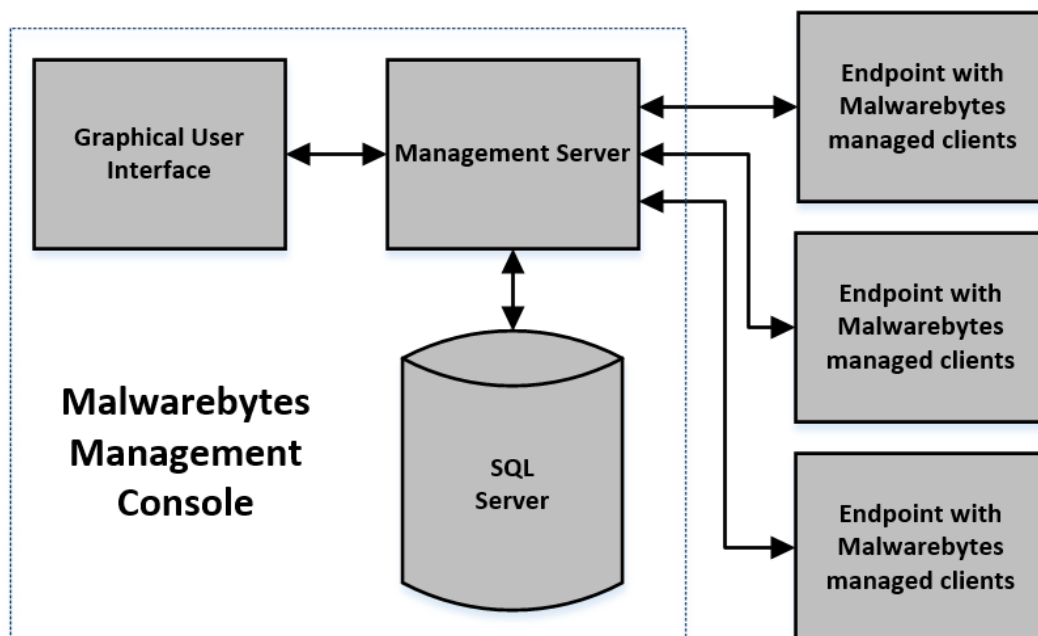 Graphical User
Interface
Management Server
Endpoint with
Malwarebytes
managed clients
Endpoint with
Malwarebytes
managed clients
Malwarebytes
Management
Console
SQL
Server
Endpoint with
Malwarebytes
managed clients